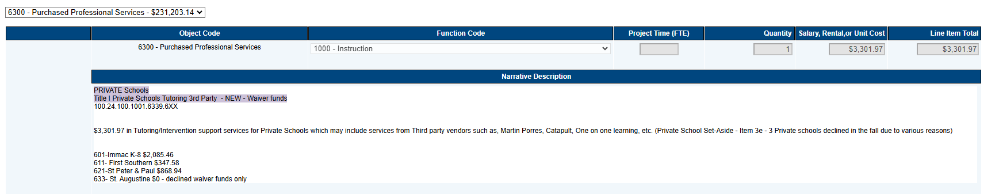 6300 - Purchased Professional Services - $231,203.14
Object Code Function Code Project Time (FTE) Quantity Salary, Rental,or Unit Cost Line Item Total
6300 - Purchased Professional Services 1000 - Instruction 1 $3,301.97 $3,301.97
Narrative Description
PRIVATE Schools
Title I Private Schools Tutoring 3rd Party  - NEW - Waiver funds
100.24.100.1001.6339.6XX
$3,301.97 in Tutoring/Intervention support services for Private Schools which may include services from Third party vendors such as, Martin Porres, Catapult, One on one learning, etc. (Private School Set-Aside - Item 3e - 3 Private schools declined in the fall due to various reasons)
601-Immac K-8 $2,085.46
611- First Southern $347.58
621-St Peter & Paul $868.94
633- St. Augustine $0 - declined waiver funds only